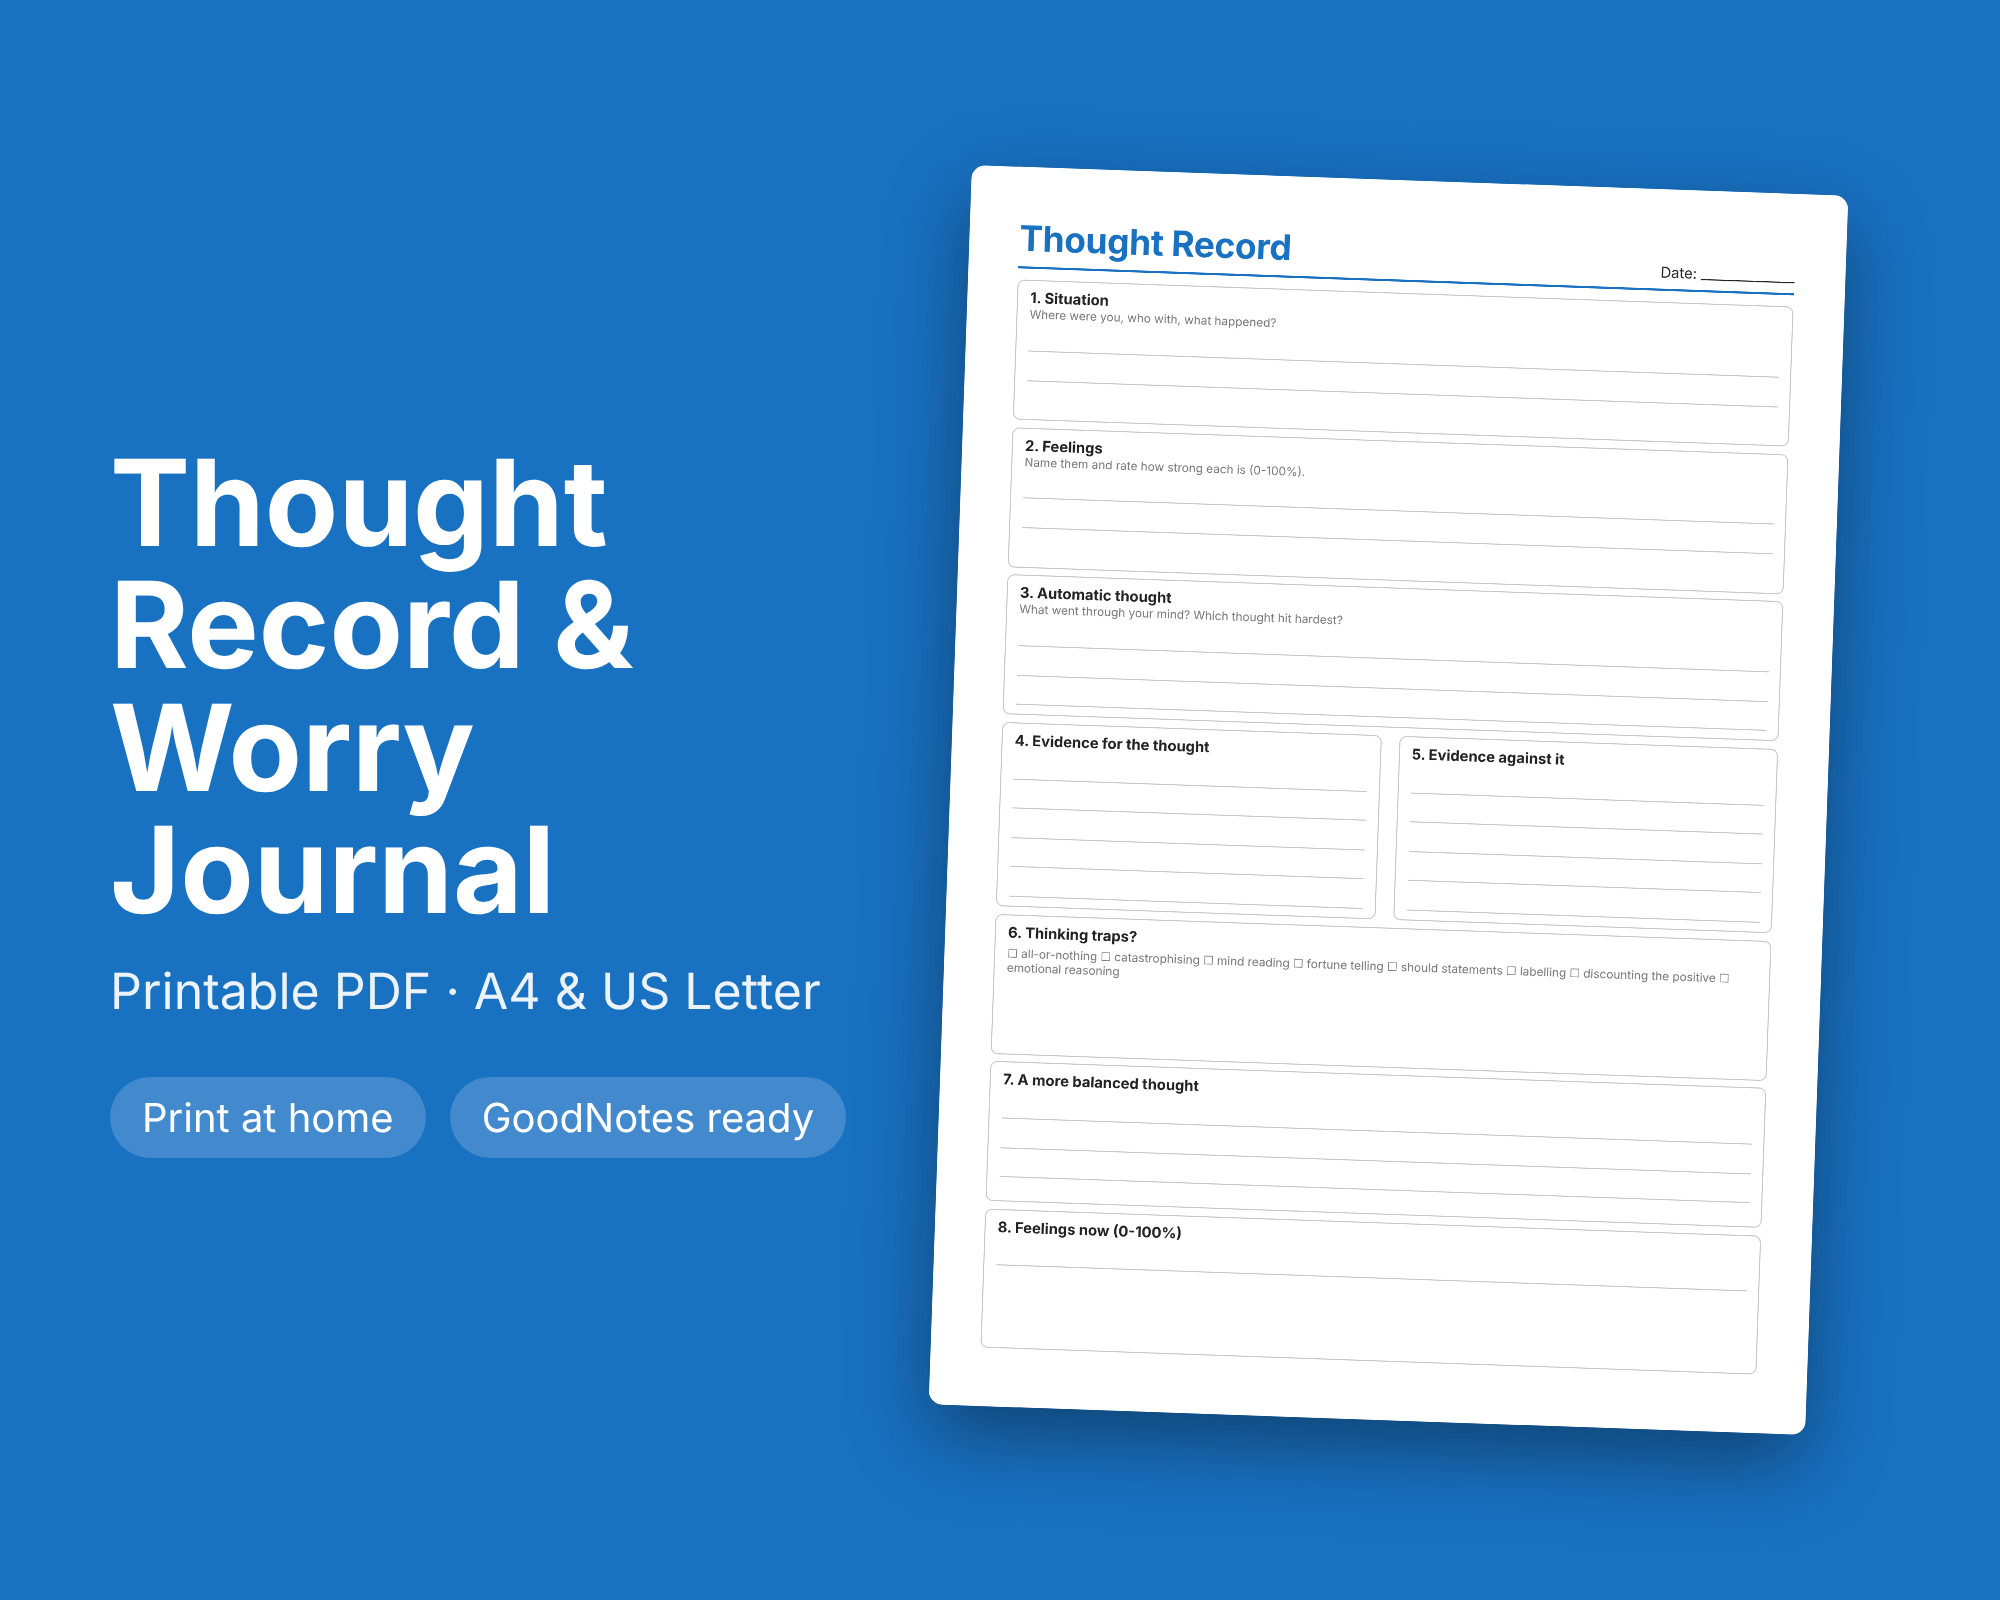 Thought
Record &
Worry
Journal
Printable PDF · A4 & US Letter
Print at home
GoodNotes ready
Thought Record
Date: ___________
1. Situation
Where were you, who with, what happened?
2. Feelings
Name them and rate how strong each is (0-100%).
3. Automatic thought
What went through your mind? Which thought hit hardest?
4. Evidence for the thought
5. Evidence against it
6. Thinking traps?
☐ all-or-nothing ☐ catastrophising ☐ mind reading ☐ fortune telling ☐ should statements ☐ labelling ☐ discounting the positive ☐
emotional reasoning
7. A more balanced thought
8. Feelings now (0-100%)